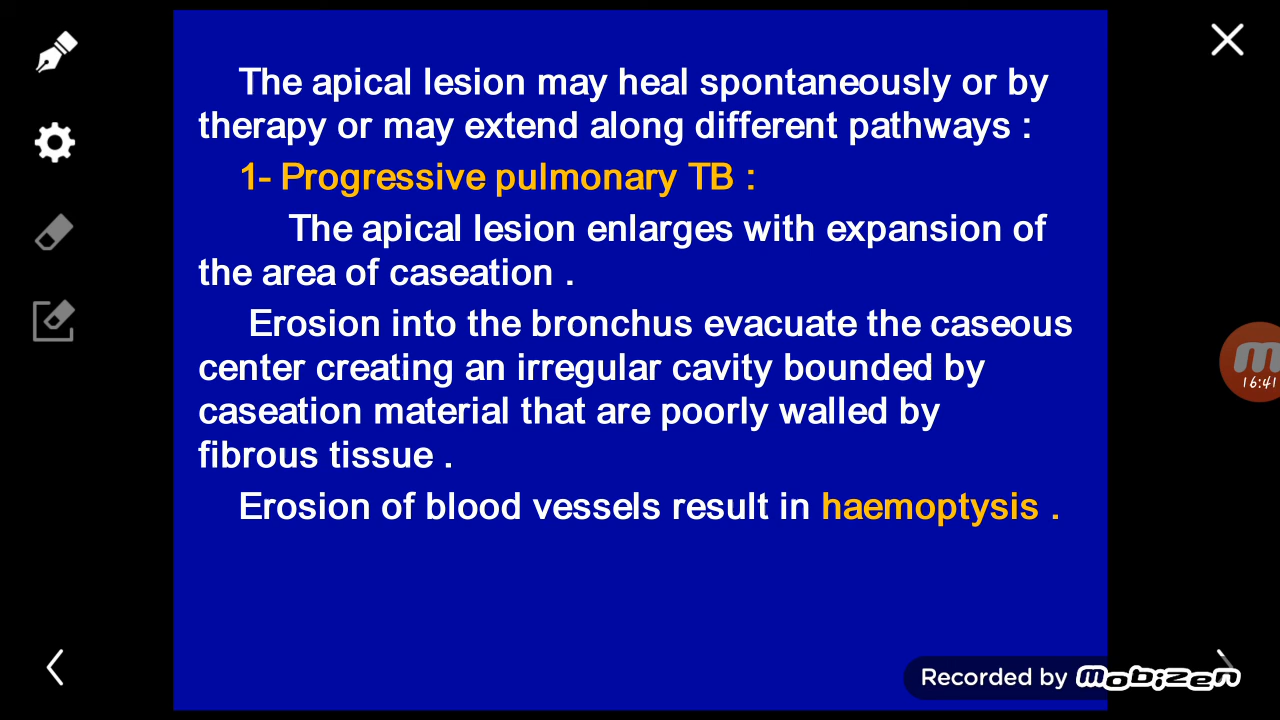 The apical lesion may heal spontaneously or by
therapy or may extend along different pathways :
1- Progressive pulmonary TB :
The apical lesion enlarges with expansion of
the area of caseation .
Erosion into the bronchus evacuate the caseous
center creating an irregular cavity bounded by
caseation material that are poorly walled by
fibrous tissue .
Erosion of blood vessels result in haemoptysis .
16:41
Recorded by Mobizen